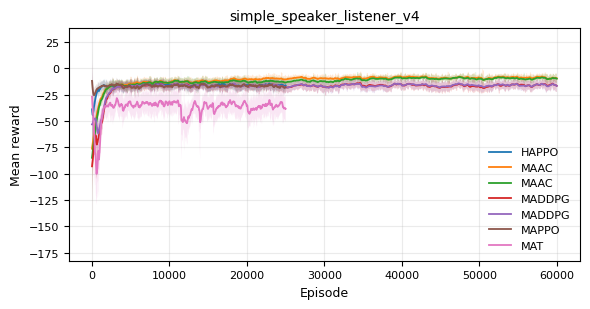 simple_speaker_listener_v4
Mean reward
25
0
−25
−50
−75
−100
−125
−150
−175
HAPPO
MAAC
MAAC
MADDPG
MADDPG
MAPPO
MAT
0
10000
20000
30000
40000
50000
60000
Episode